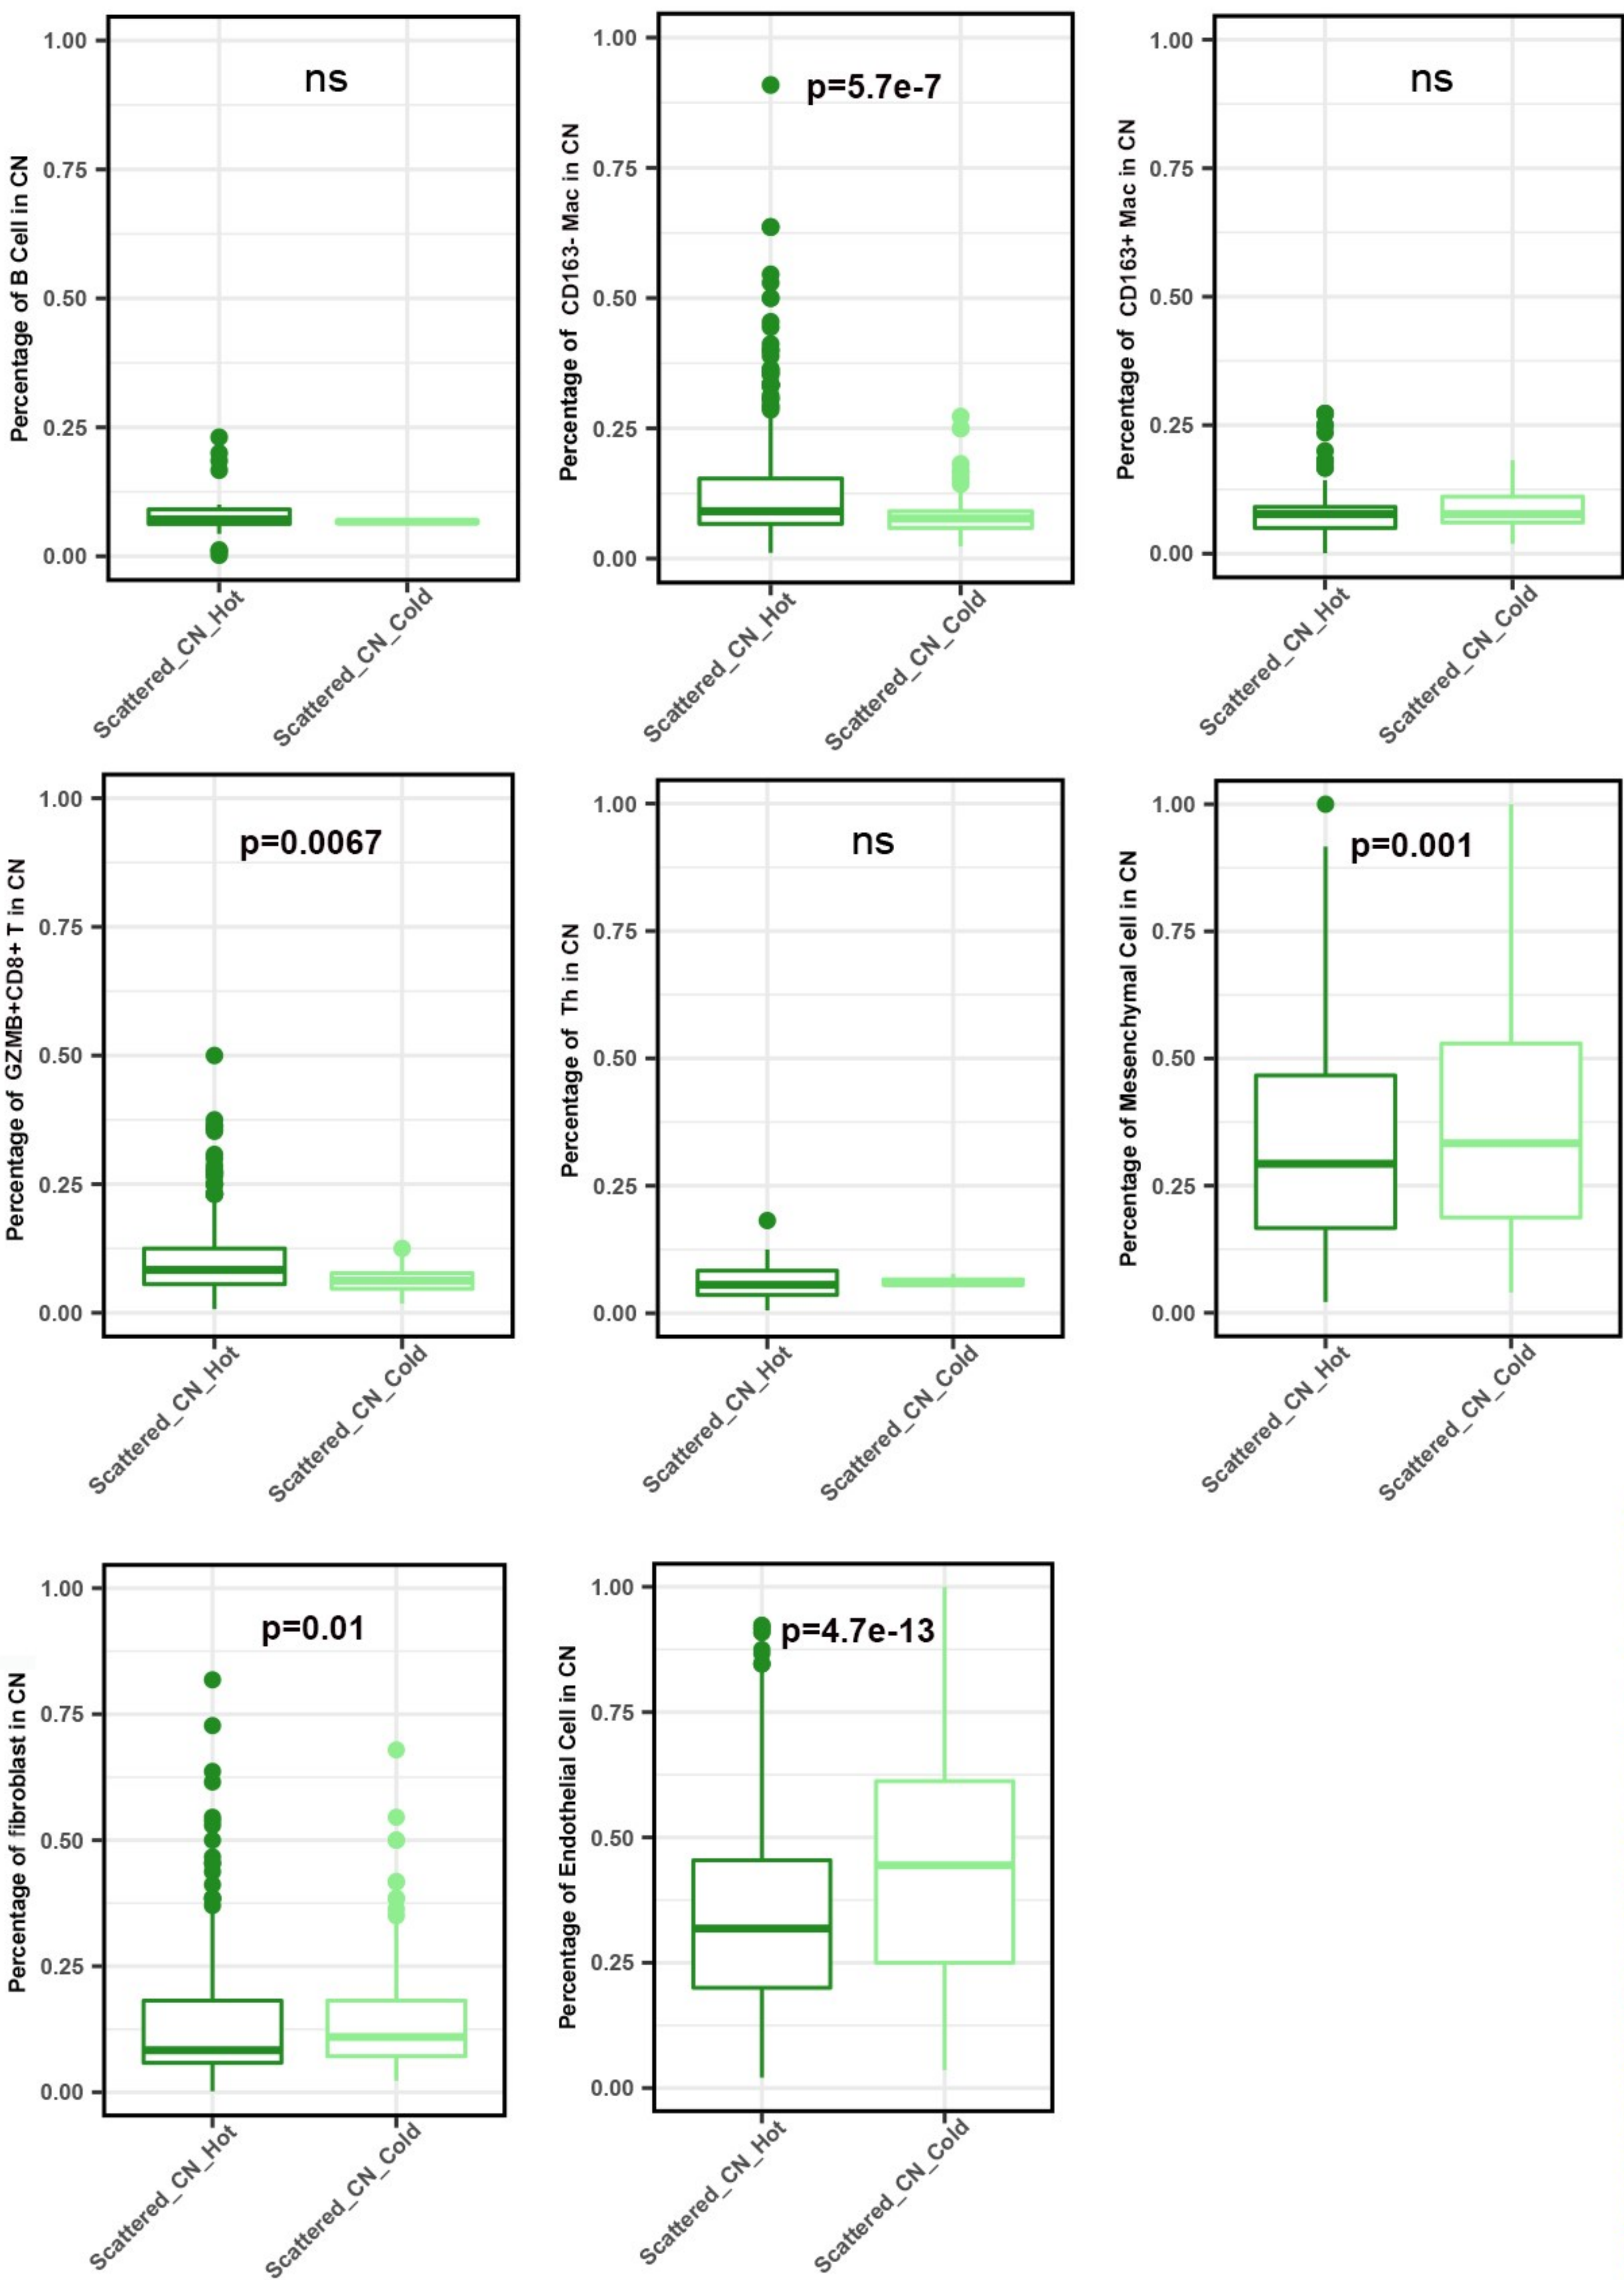 Percentage of B Cell in CN
1.00
0.75
0.50
0.25
0.00
ns
Scattered_CN_Hot
Scattered_CN_Cold
Percentage of CD163- Mac in CN
1.00
0.75
0.50
0.25
0.00
p=5.7e-7
Scattered_CN_Hot
Scattered_CN_Cold
Percentage of CD163+ Mac in CN
1.00
0.75
0.50
0.25
0.00
ns
Scattered_CN_Hot
Scattered_CN_Cold
Percentage of GZMB+CD8+ T in CN
1.00
0.75
0.50
0.25
0.00
p=0.0067
Scattered_CN_Hot
Scattered_CN_Cold
Percentage of Th in CN
1.00
0.75
0.50
0.25
0.00
ns
Scattered_CN_Hot
Scattered_CN_Cold
Percentage of Mesenchymal Cell in CN
1.00
0.75
0.50
0.25
0.00
p=0.001
Scattered_CN_Hot
Scattered_CN_Cold
Percentage of fibroblast in CN
1.00
0.75
0.50
0.25
0.00
p=0.01
Scattered_CN_Hot
Scattered_CN_Cold
Percentage of Endothelial Cell in CN
1.00
0.75
0.50
0.25
0.00
p=4.7e-13
Scattered_CN_Hot
Scattered_CN_Cold